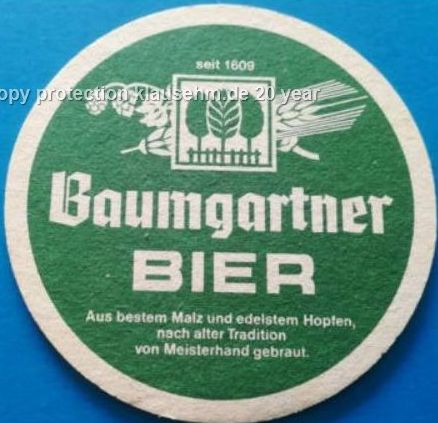 seit 1609
opy protection klausehm.de 20 year
Baumgartner
BIER
Aus bestem Malz und edelstem Hopfen,
nach alter Tradition
von Meisterhand gebraut.